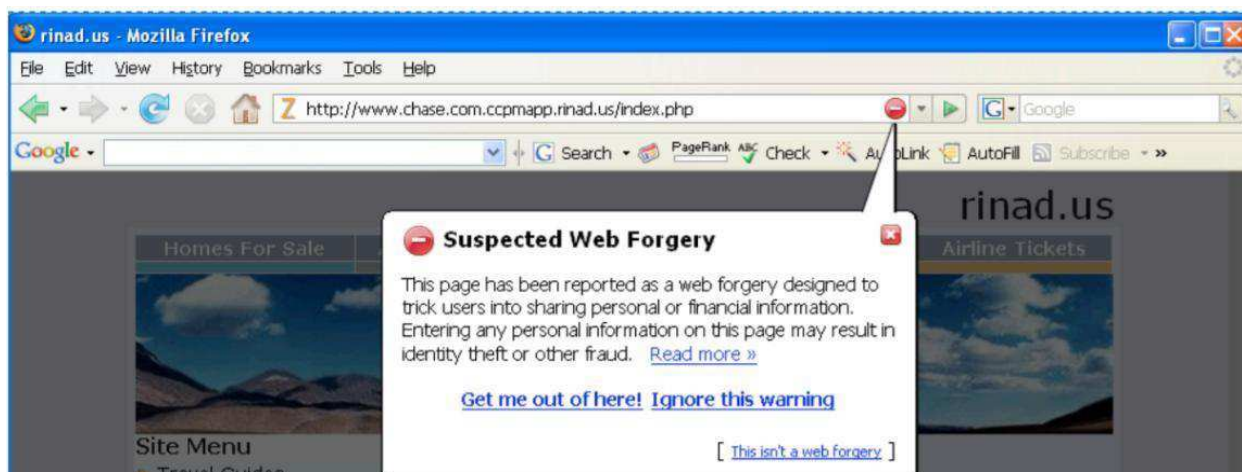 rinad.us - Mozilla Firefox
File Edit View History Bookmarks Tools Help
http://www.chase.com.ccpmapp.rinad.us/index.php G Google
Google G Search PageRank ABC Check AutoLink AutoFill Subscribe »
rinad.us
Homes For Sale Airline Tickets
Suspected Web Forgery
This page has been reported as a web forgery designed to
trick users into sharing personal or financial information.
Entering any personal information on this page may result in
identity theft or other fraud. Read more »
Get me out of here! Ignore this warning
[ This isn't a web forgery ]
Site Menu
Travel Guides